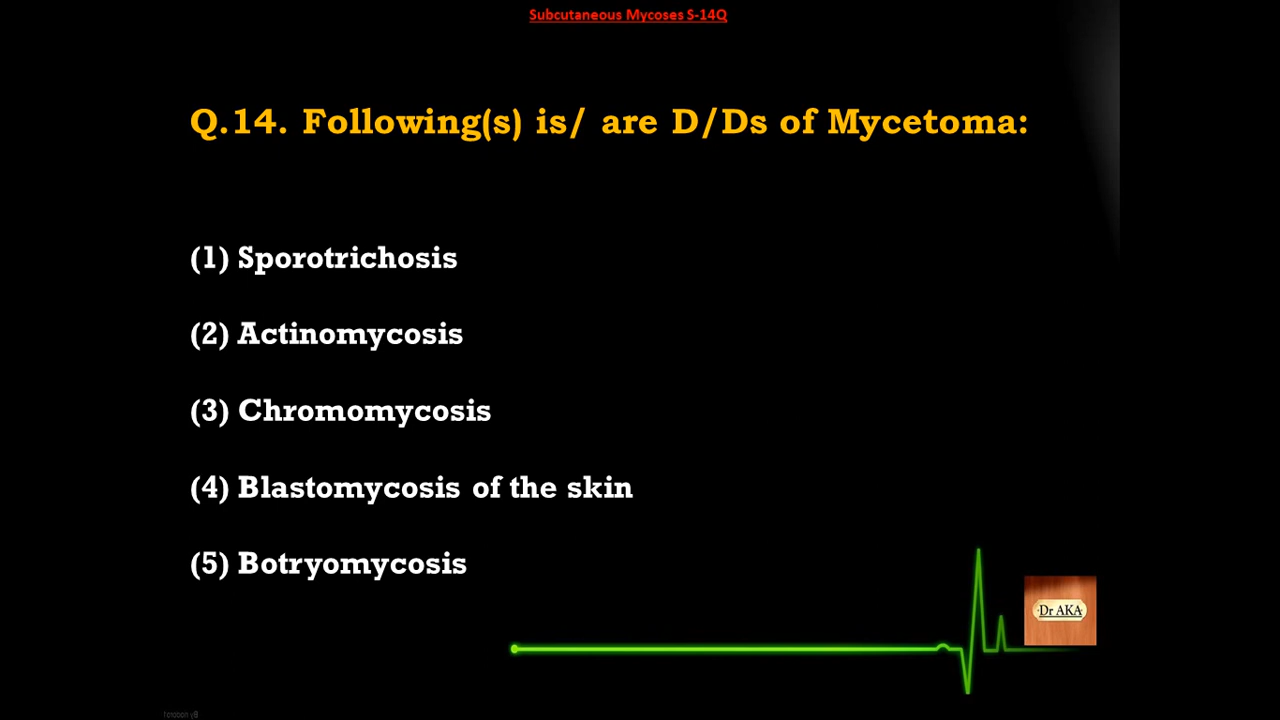 Subcutaneous Mycoses S-14Q
Q.14. Following(s) is/ are D/Ds of Mycetoma:
(1) Sporotrichosis
(2) Actinomycosis
(3) Chromomycosis
(4) Blastomycosis of the skin
(5) Botryomycosis
Dr AKA